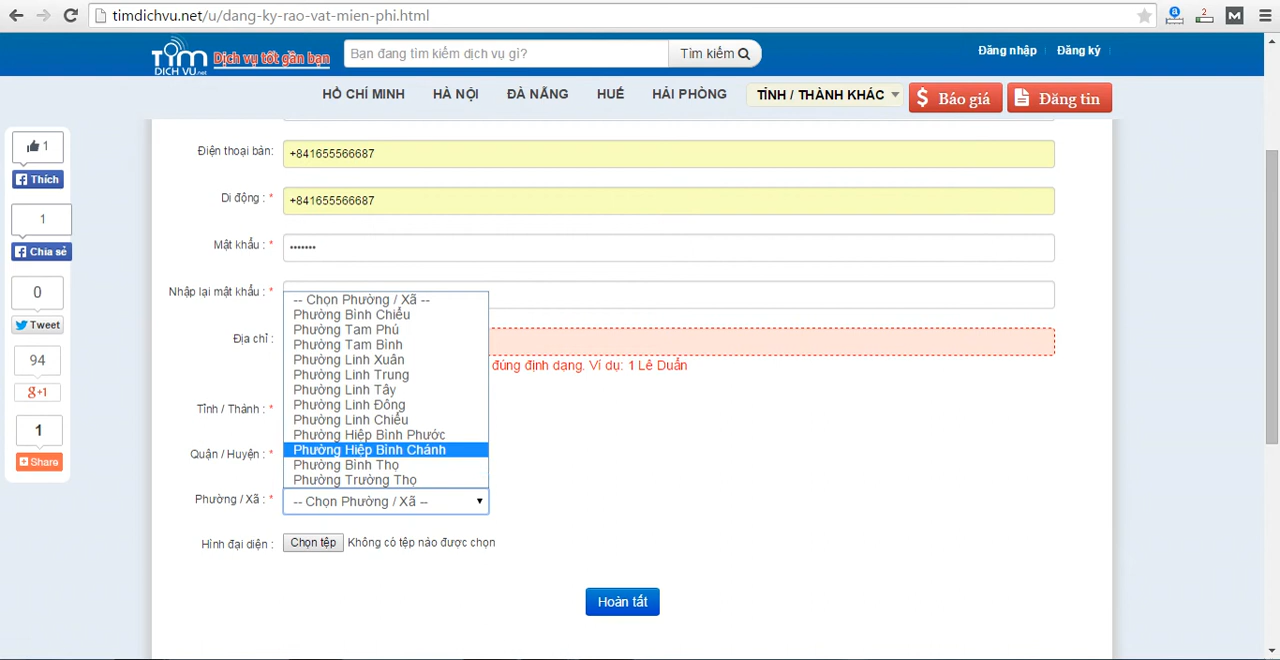 timdichvu.net/u/dang-ky-rao-vat-mien-phi.html
2
M
TÌM
DỊCH VỤ.net
Dịch vụ tốt gần bạn
Bạn đang tìm kiếm dịch vụ gì?
Tìm kiếm
Đăng nhập
Đăng ký
HỒ CHÍ MINH
HÀ NỘI
ĐÀ NẴNG
HUẾ
HẢI PHÒNG
TỈNH / THÀNH KHÁC
$ Báo giá
Đăng tin
1
Thích
1
Chia sẻ
0
Tweet
94
g+1
1
Share
Điện thoại bàn: +841655566687
Di động : * +841655566687
Mật khẩu : * •••••••
Nhập lại mật khẩu : *
Địa chỉ :
đúng định dạng. Ví dụ: 1 Lê Duẩn
Tỉnh / Thành : *
Quận / Huyện : *
-- Chọn Phường / Xã --
Phường Bình Chiểu
Phường Tam Phú
Phường Tam Bình
Phường Linh Xuân
Phường Linh Trung
Phường Linh Tây
Phường Linh Đông
Phường Linh Chiểu
Phường Hiệp Bình Phước
Phường Hiệp Bình Chánh
Phường Bình Thọ
Phường Trường Thọ
Phường / Xã : * -- Chọn Phường / Xã --
Hình đại diện : Chọn tệp Không có tệp nào được chọn
Hoàn tất